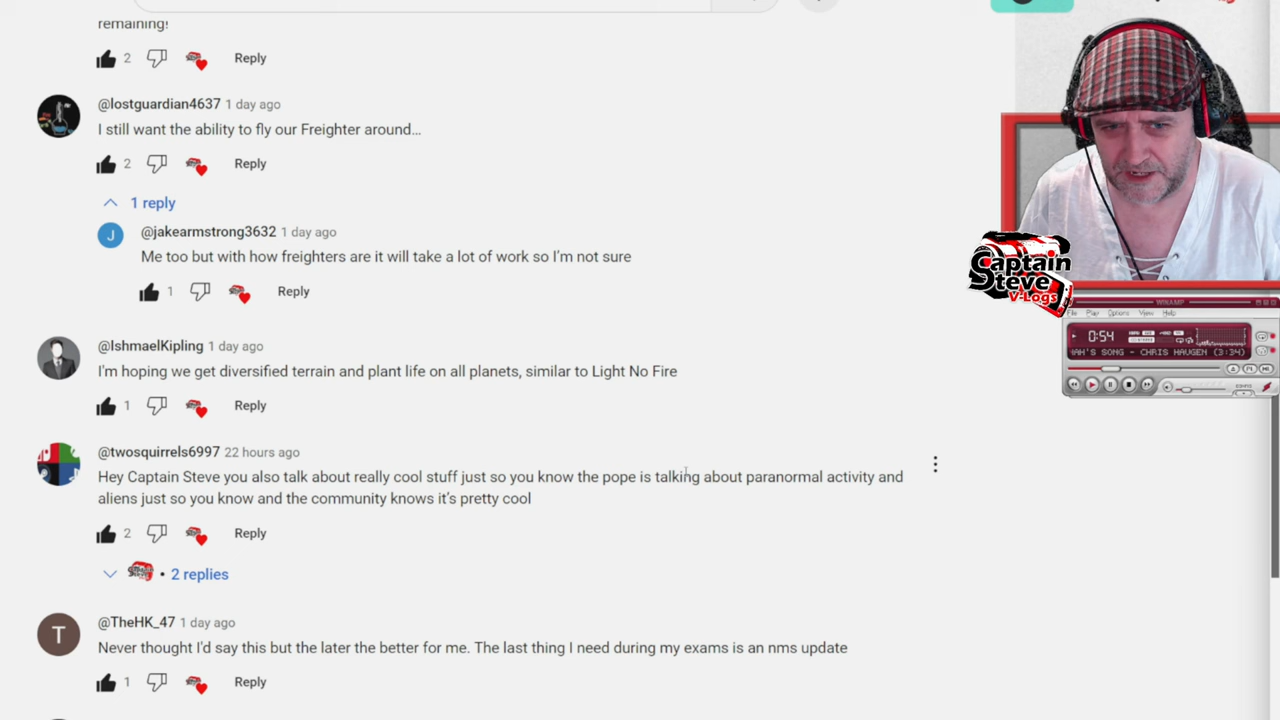 remaining!
2 Reply
@lostguardian4637 1 day ago
I still want the ability to fly our Freighter around...
2 Reply
1 reply
J @jakearmstrong3632 1 day ago
Me too but with how freighters are it will take a lot of work so I'm not sure
1 Reply
@IshmaelKipling 1 day ago
I'm hoping we get diversified terrain and plant life on all planets, similar to Light No Fire
1 Reply
@twosquirrels6997 22 hours ago
Hey Captain Steve you also talk about really cool stuff just so you know the pope is talking about paranormal activity and
aliens just so you know and the community knows it's pretty cool
2 Reply
• 2 replies
@TheHK_47 1 day ago
T
Never thought I'd say this but the later the better for me. The last thing I need during my exams is an nms update
1 Reply
Captain
Steve
V-Logs
WINAMP
File Play Options View Help
0:54
AH'S SONG - CHRIS HAUGEN (3:34)